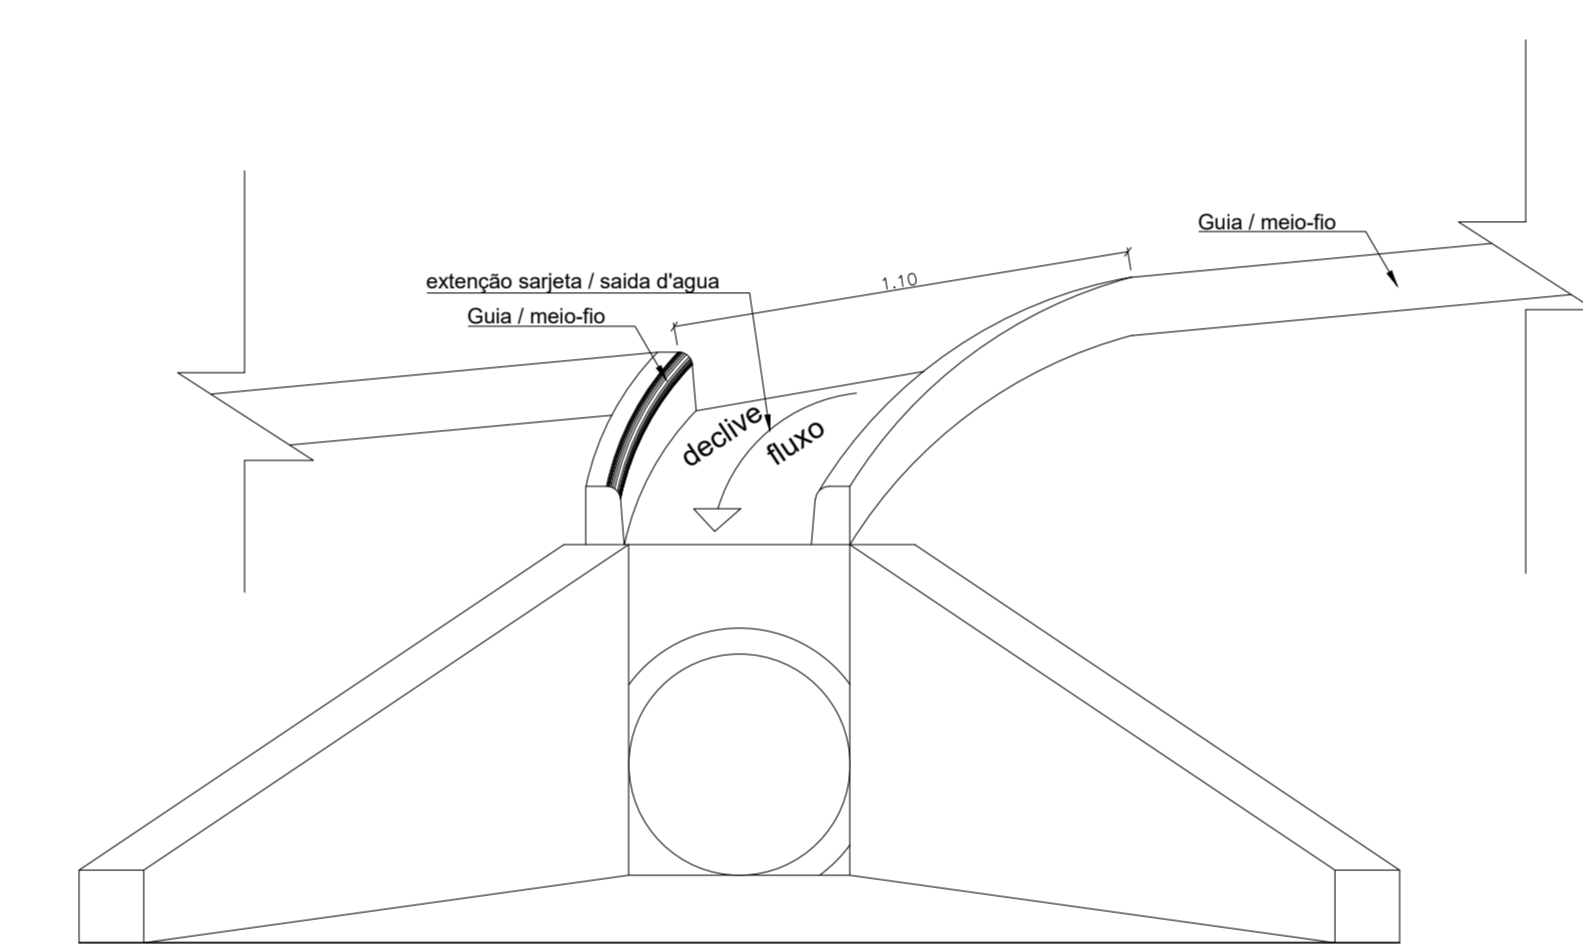 Guia / meio-fio
1.10
extenção sarjeta / saida d'agua
Guia / meio-fio
declive
fluxo